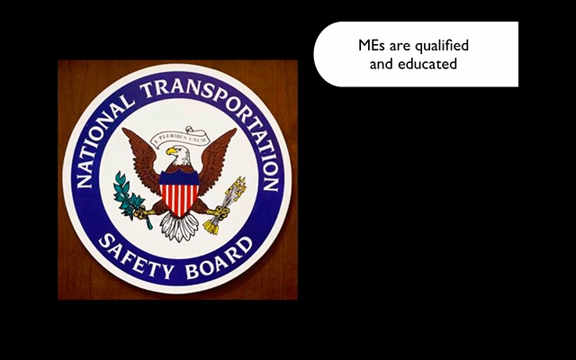 MEs are qualified
and educated
NATIONAL TRANSPORTATION
E PLURIBUS UNUM
SAFETY BOARD